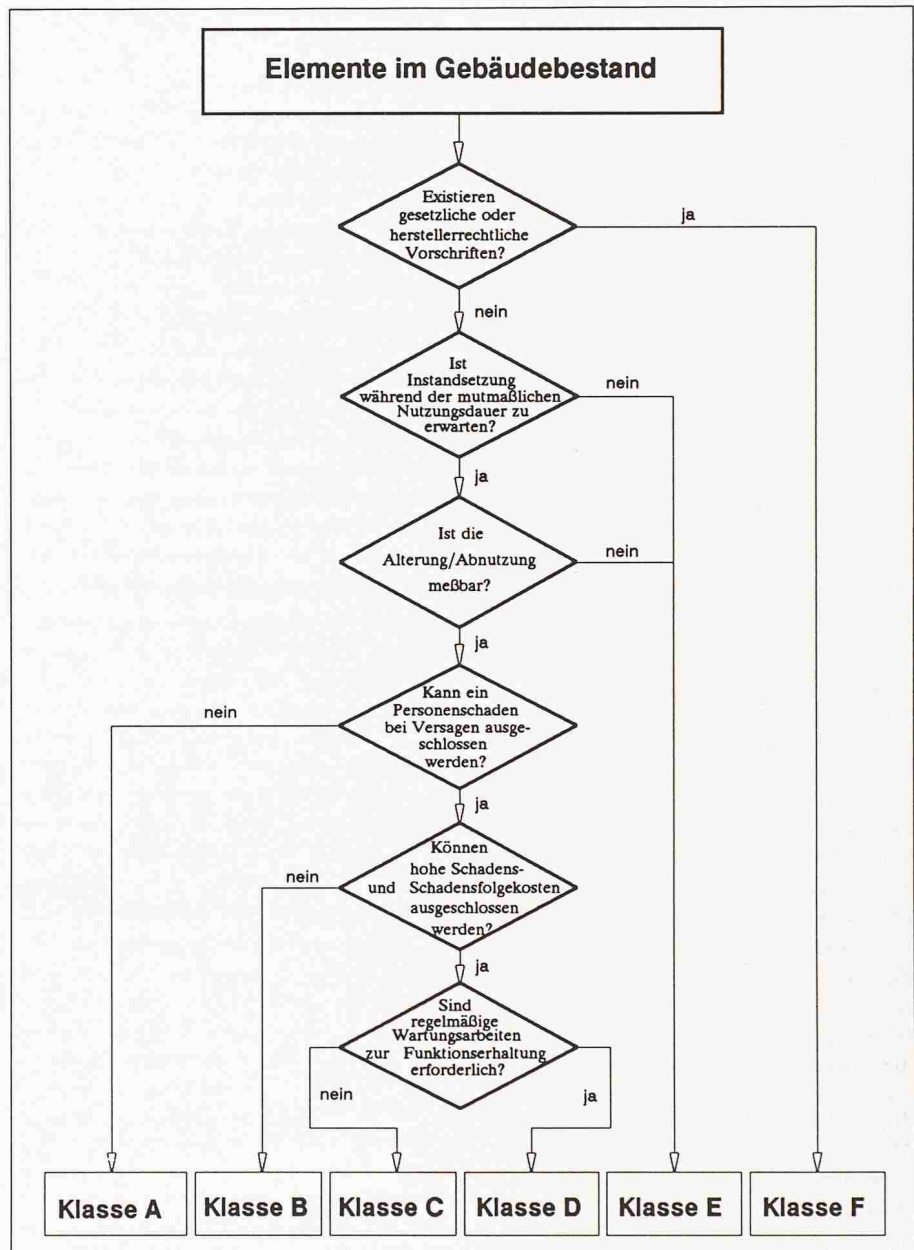 Elemente im Gebäudebestand
Existieren
gesetzliche oder
herstellerrechtliche
Vorschriften?
ja
nein
Ist
Instandsetzung
während der mutmaßlichen
Nutzungsdauer zu
erwarten?
nein
ja
Ist die
Alterung/Abnutzung
meßbar?
nein
ja
Kann ein
Personenschaden
bei Versagen ausge-
schlossen
werden?
nein
ja
Können
hohe Schadens-
und Schadensfolgekosten
ausgeschlossen
werden?
nein
ja
Sind
regelmäßige
Wartungsarbeiten
zur Funktionserhaltung
erforderlich?
nein
ja
Klasse A
Klasse B
Klasse C
Klasse D
Klasse E
Klasse F